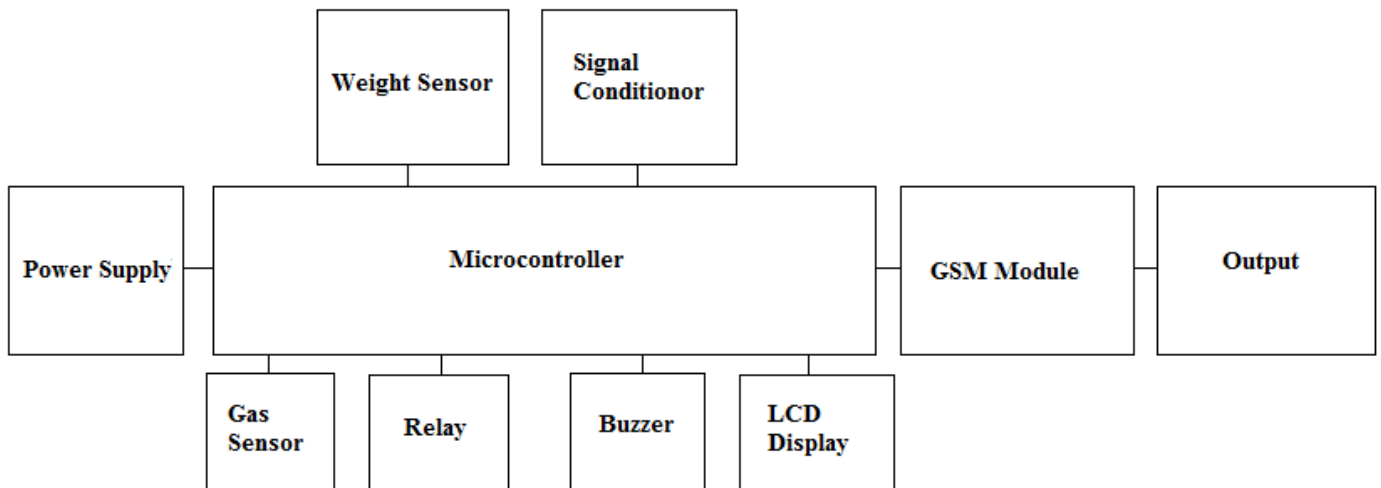 Weight Sensor
Signal
Conditionor
Power Supply
Microcontroller
GSM Module
Output
Gas
Sensor
Relay
Buzzer
LCD
Display